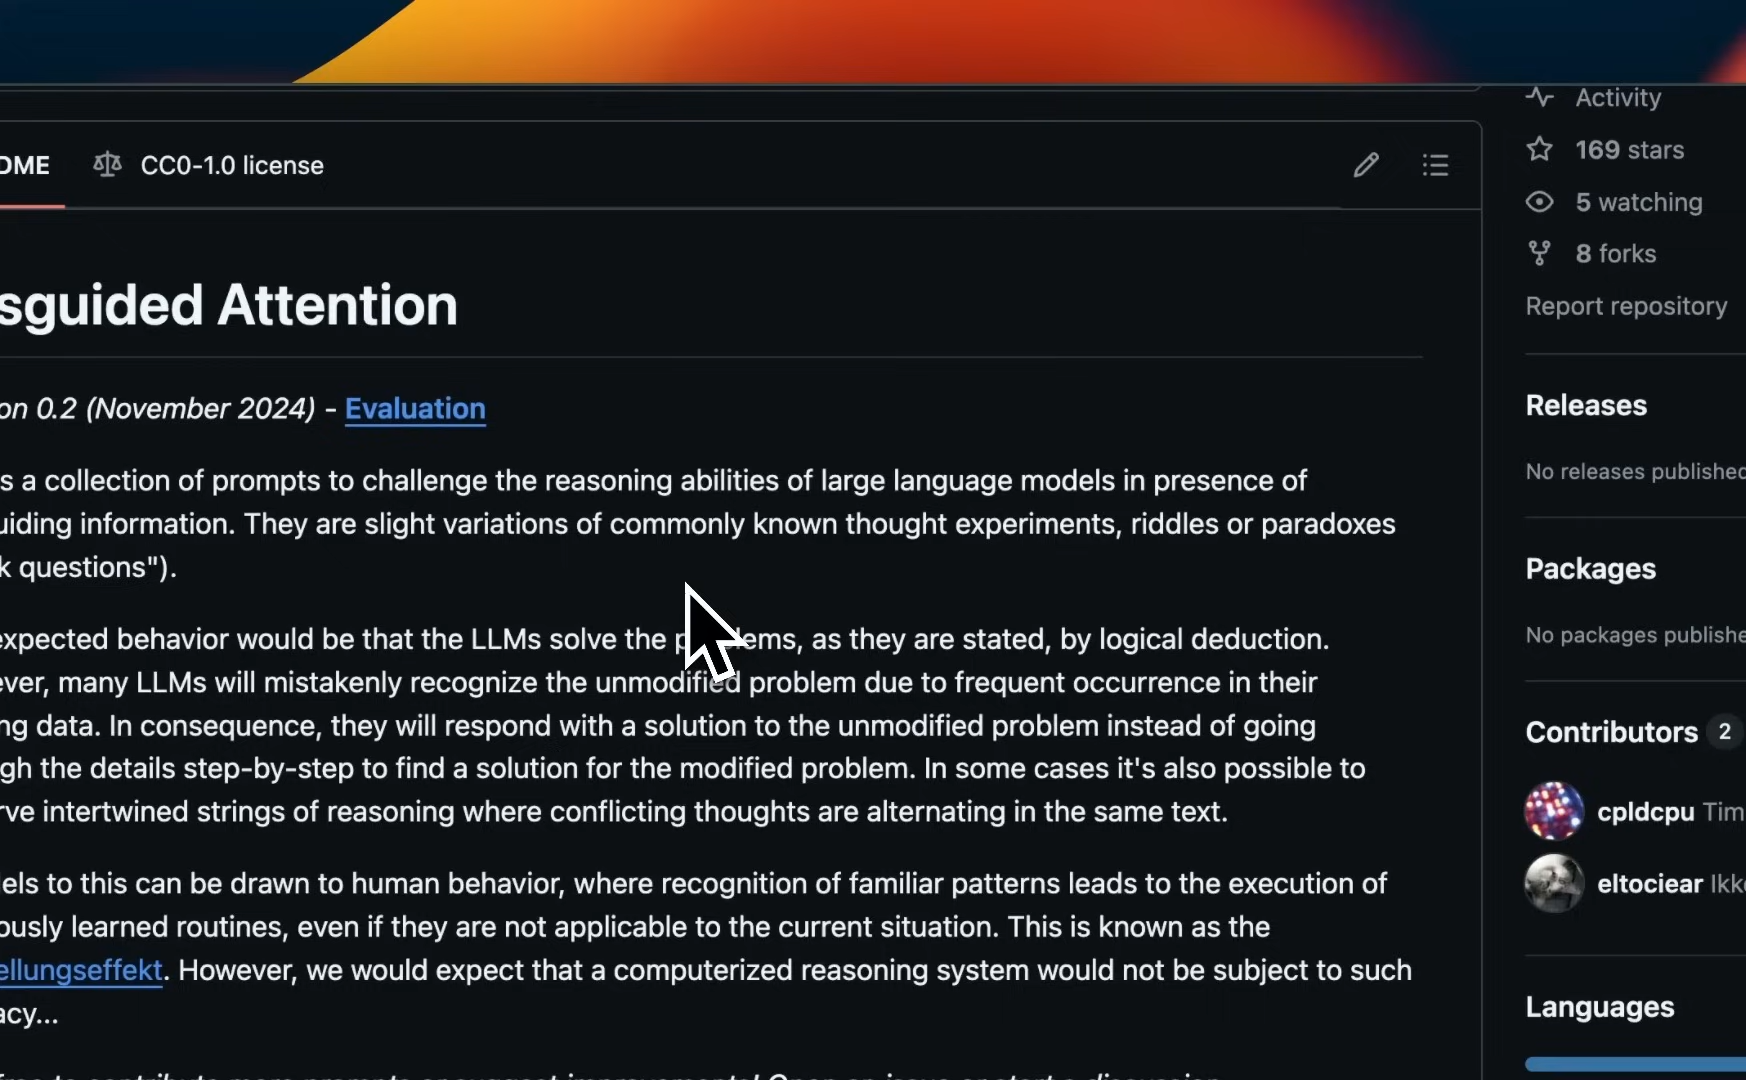 DME
CC0-1.0 license
sguided Attention
on 0.2 (November 2024) - Evaluation
s a collection of prompts to challenge the reasoning abilities of large language models in presence of
uiding information. They are slight variations of commonly known thought experiments, riddles or paradoxes
k questions").
expected behavior would be that the LLMs solve the p ems, as they are stated, by logical deduction.
ever, many LLMs will mistakenly recognize the unmodified problem due to frequent occurrence in their
ng data. In consequence, they will respond with a solution to the unmodified problem instead of going
gh the details step-by-step to find a solution for the modified problem. In some cases it's also possible to
rve intertwined strings of reasoning where conflicting thoughts are alternating in the same text.
lels to this can be drawn to human behavior, where recognition of familiar patterns leads to the execution of
ously learned routines, even if they are not applicable to the current situation. This is known as the
ellungseffekt. However, we would expect that a computerized reasoning system would not be subject to such
acy...
Activity
169 stars
5 watching
8 forks
Report repository
Releases
No releases published
Packages
No packages publishe
Contributors 2
cpldcpu Tim
eltociear Ikk
Languages